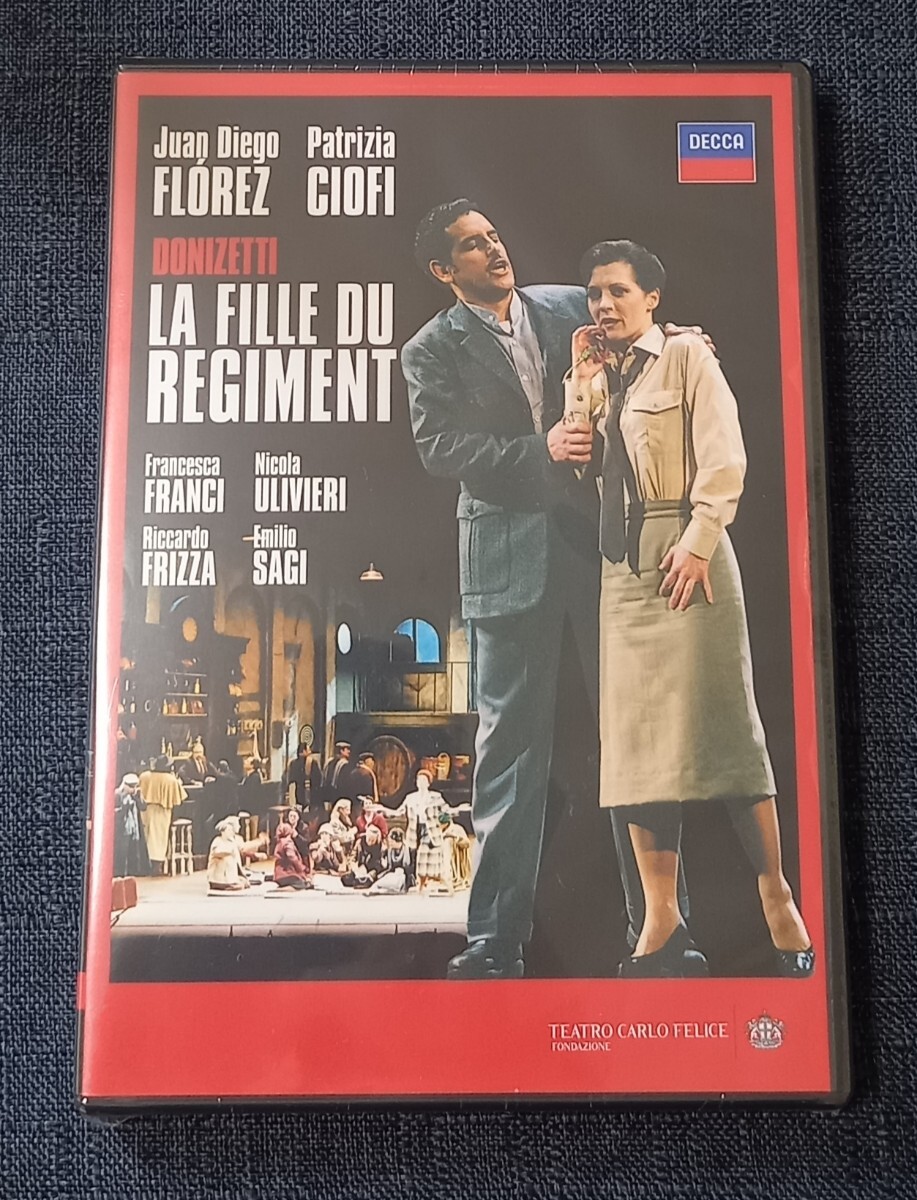 Juan Diego Patrizia
FLÓREZ CIOFI
DECCA
DONIZETTI
LA FILLE DU
REGIMENT
Francesca Nicola
FRANCI ULIVIERI
Riccardo Emilio
FRIZZA SAGI
TEATRO CARLO FELICE
FONDAZIONE